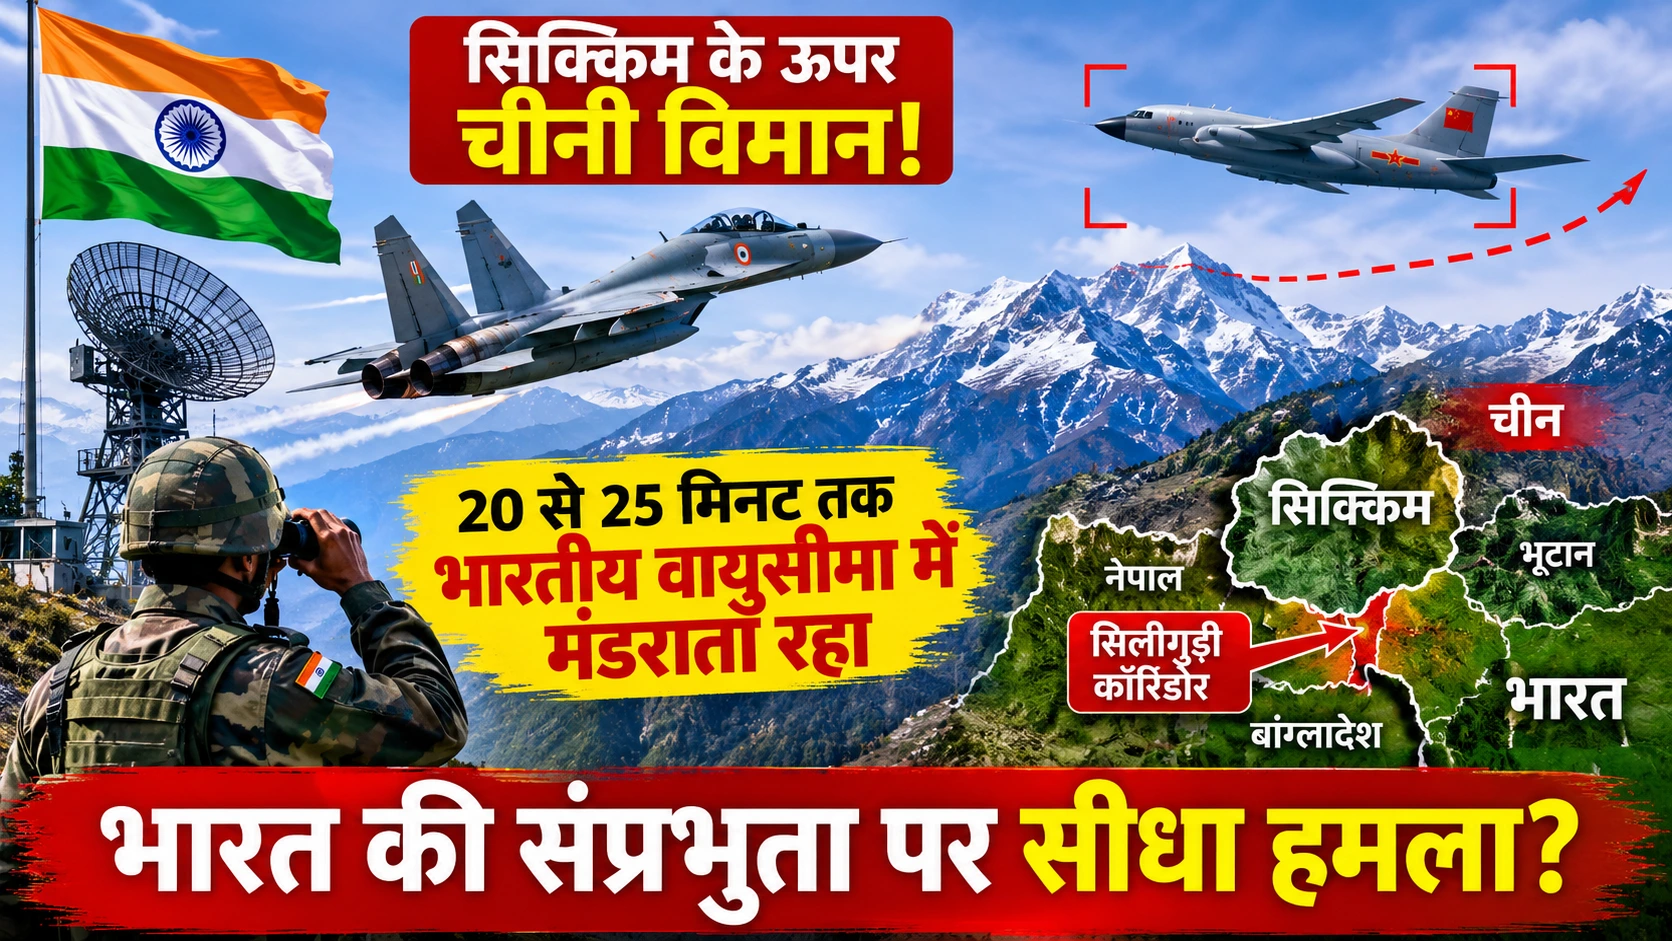 सिक्किम के ऊपर
चीनी विमान!
20 से 25 मिनट तक
भारतीय वायुसीमा में
मंडराता रहा
चीन
सिक्किम
नेपाल
भूटान
सिलीगुड़ी
कॉरिडोर
भारत
बांग्लादेश
भारत की संप्रभुता पर सीधा हमला?